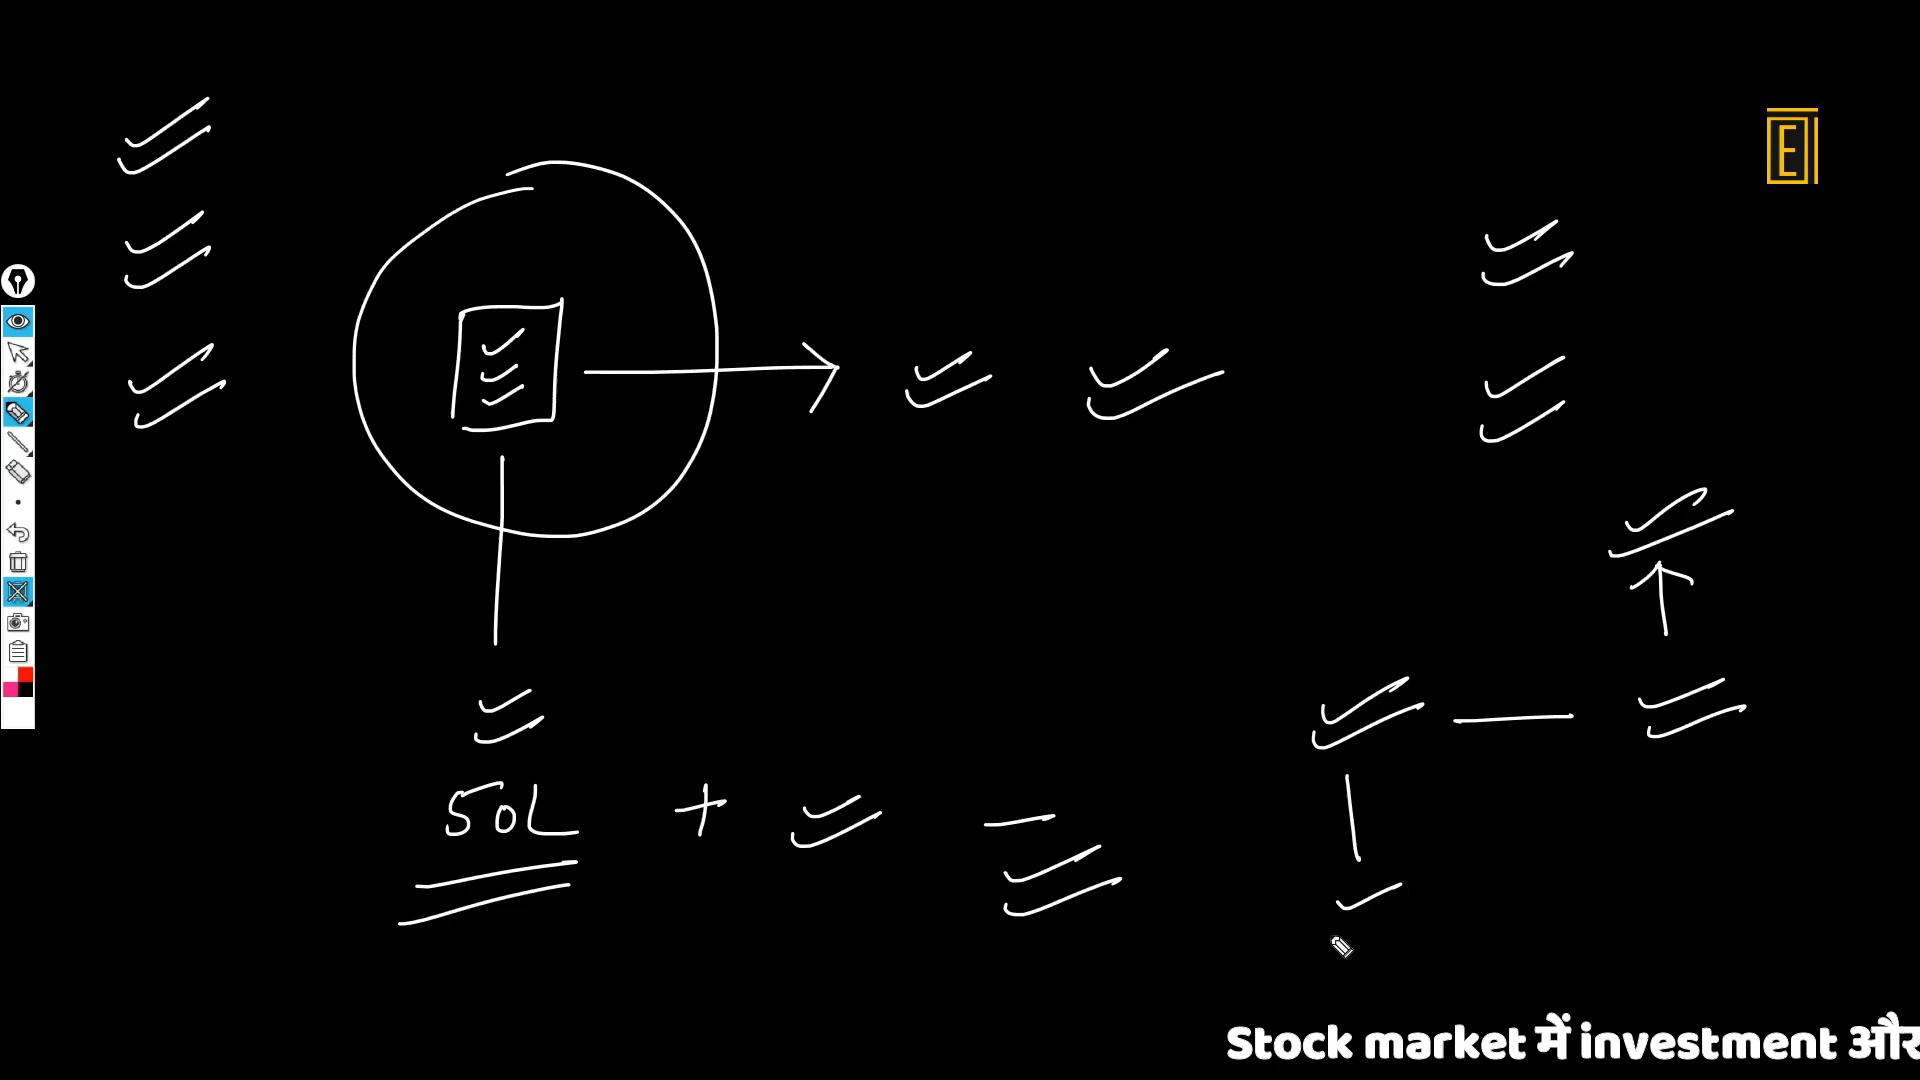 E
50L
+
Stock market में investment और